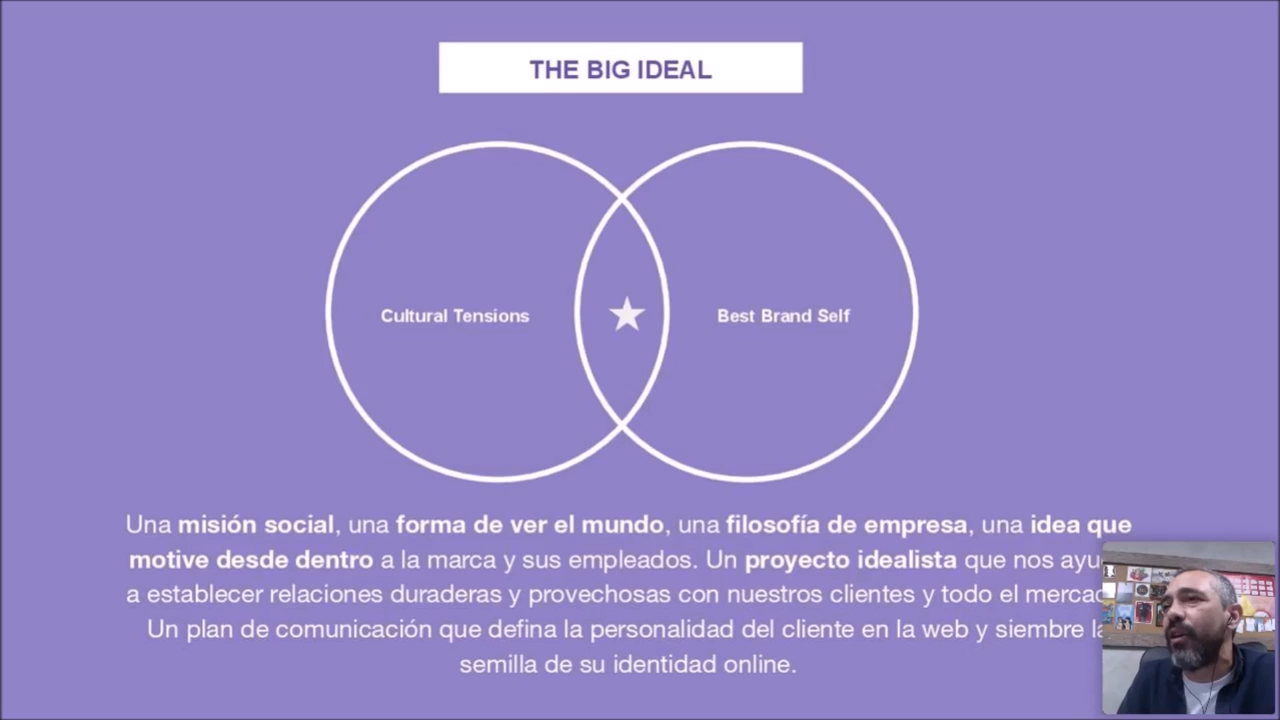 THE BIG IDEAL
Cultural Tensions
Best Brand Self
Una misión social, una forma de ver el mundo, una filosofía de empresa, una idea que
motive desde dentro a la marca y sus empleados. Un proyecto idealista que nos
a establecer relaciones duraderas y provechosas con nuestros clientes y todo el
Un plan de comunicación que defina la personalidad del cliente en la web y siembre
semilla de su identidad online.